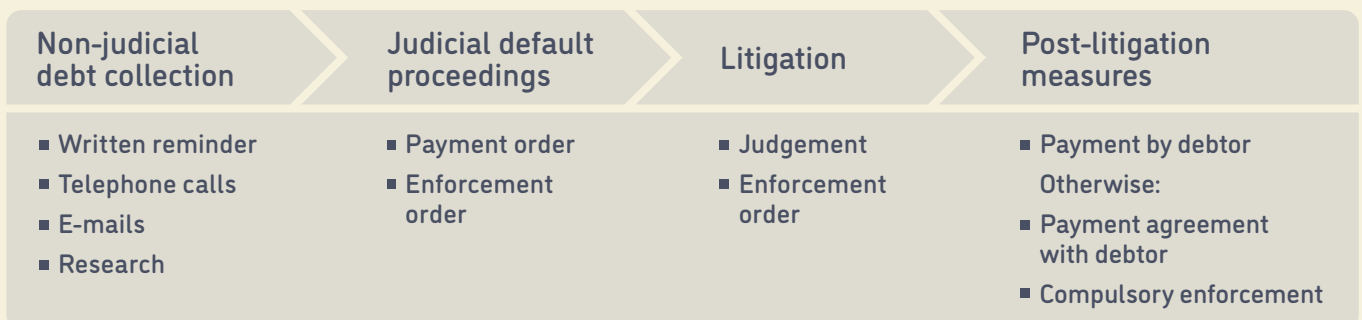 Non-judicial
debt collection
Judicial default
proceedings
Litigation
Post-litigation
measures
▪ Written reminder
▪ Telephone calls
▪ E-mails
▪ Research
▪ Payment order
▪ Enforcement
order
▪ Judgement
▪ Enforcement
order
▪ Payment by debtor
Otherwise:
▪ Payment agreement
with debtor
▪ Compulsory enforcement